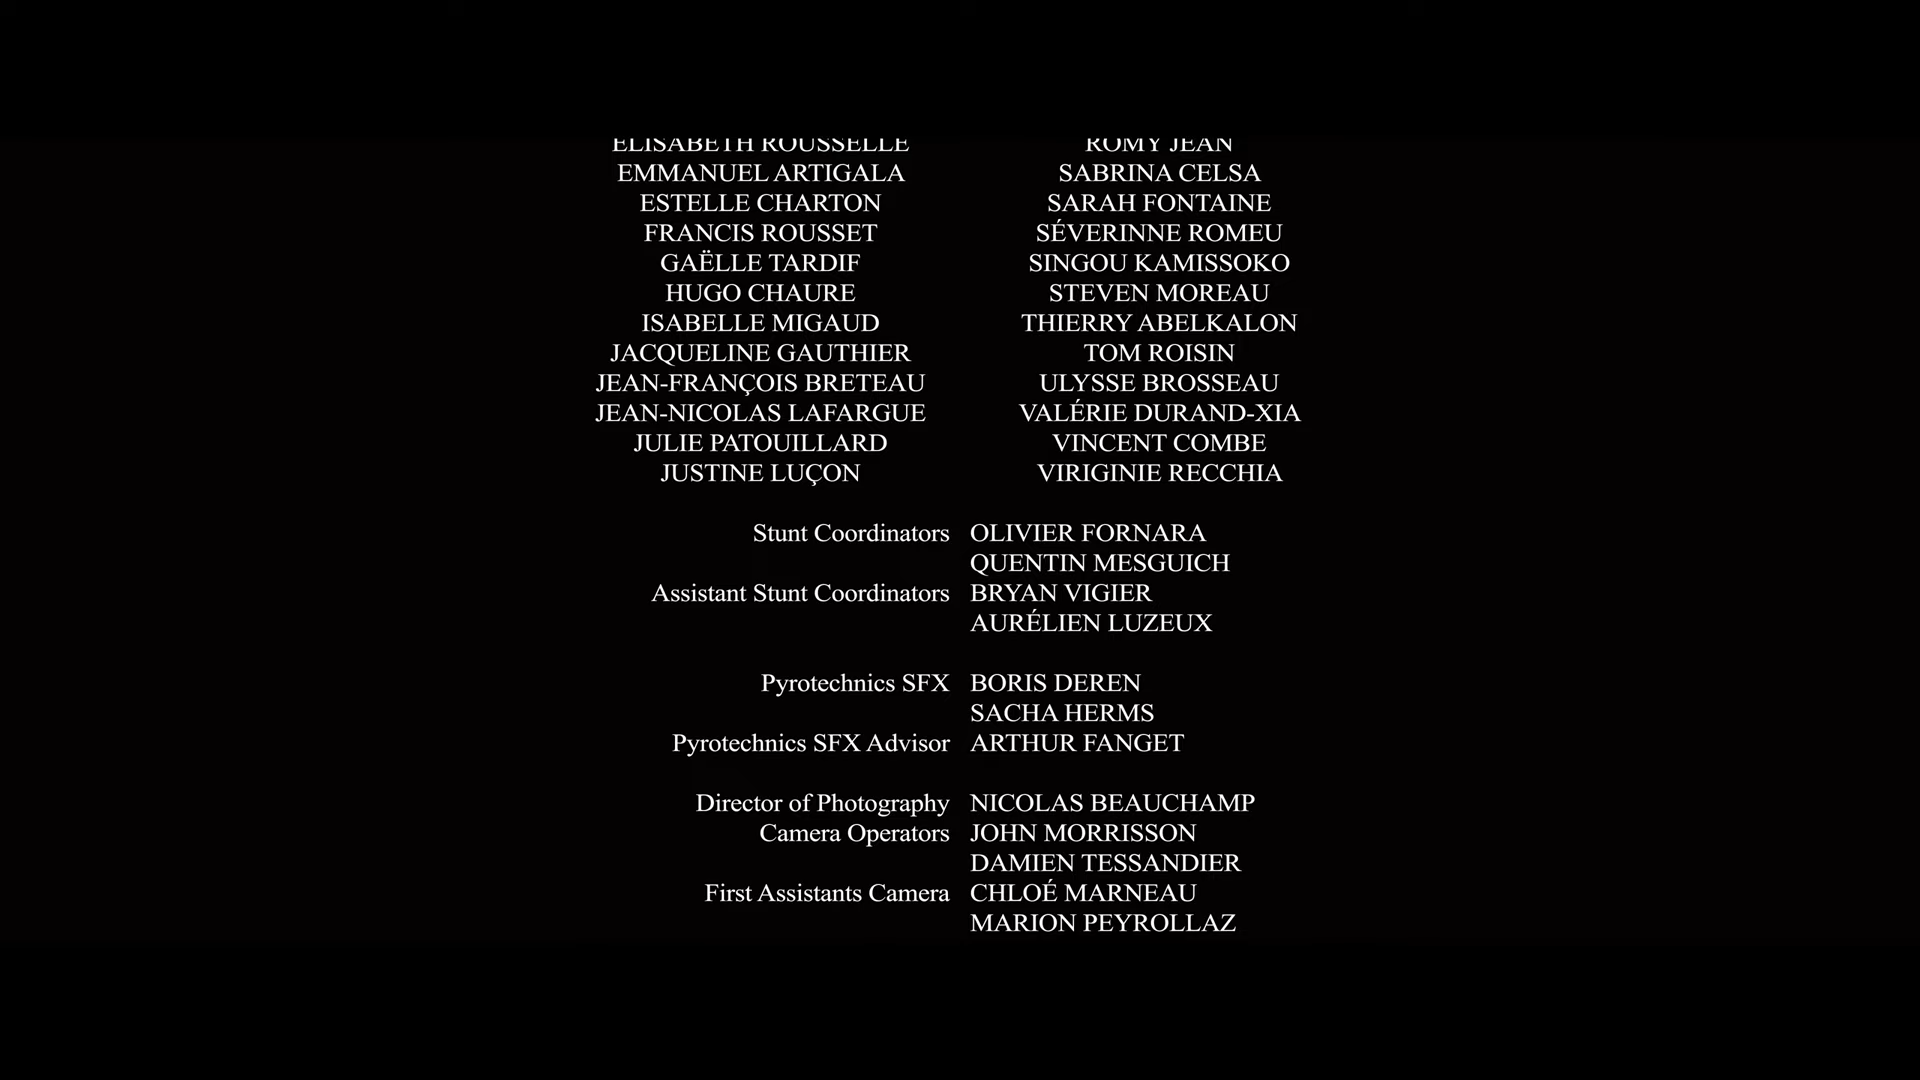 ELISABETH ROUSSELLE ROMY JEAN
EMMANUEL ARTIGALA SABRINA CELSA
ESTELLE CHARTON SARAH FONTAINE
FRANCIS ROUSSET SÉVERINNE ROMEU
GAËLLE TARDIF SINGOU KAMISSOKO
HUGO CHAURE STEVEN MOREAU
ISABELLE MIGAUD THIERRY ABELKALON
JACQUELINE GAUTHIER TOM ROISIN
JEAN-FRANÇOIS BRETEAU ULYSSE BROSSEAU
JEAN-NICOLAS LAFARGUE VALÉRIE DURAND-XIA
JULIE PATOUILLARD VINCENT COMBE
JUSTINE LUÇON VIRIGINIE RECCHIA
Stunt Coordinators OLIVIER FORNARA
QUENTIN MESGUICH
Assistant Stunt Coordinators BRYAN VIGIER
AURÉLIEN LUZEUX
Pyrotechnics SFX BORIS DEREN
SACHA HERMS
Pyrotechnics SFX Advisor ARTHUR FANGET
Director of Photography NICOLAS BEAUCHAMP
Camera Operators JOHN MORRISSON
DAMIEN TESSANDIER
First Assistants Camera CHLOÉ MARNEAU
MARION PEYROLLAZ